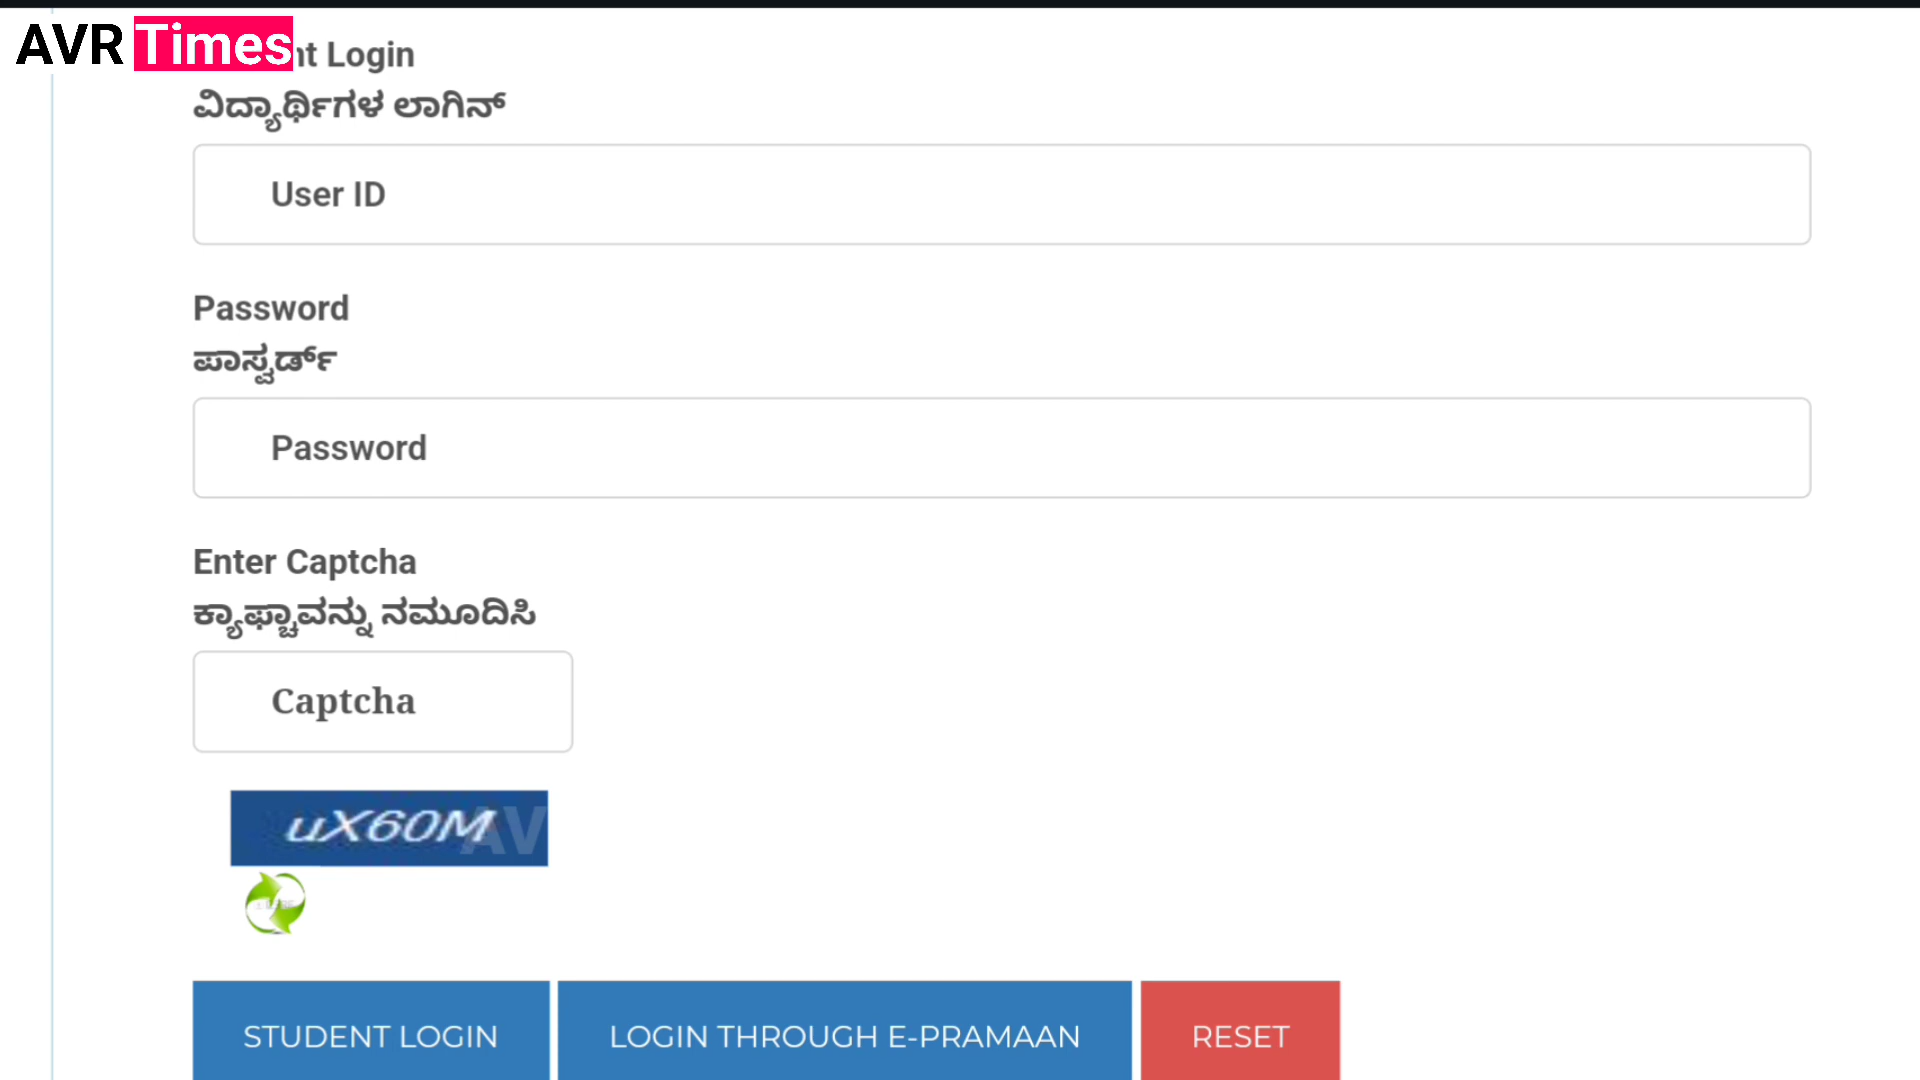 AVR Times
nt Login
ವಿದ್ಯಾರ್ಥಿಗಳ ಲಾಗಿನ್
User ID
Password
ಪಾಸ್ವರ್ಡ್
Password
Enter Captcha
ಕ್ಯಾಫ್ಚಾವನ್ನು ನಮೂದಿಸಿ
Captcha
uX60M
AV
STUDENT LOGIN
LOGIN THROUGH E-PRAMAAN
RESET